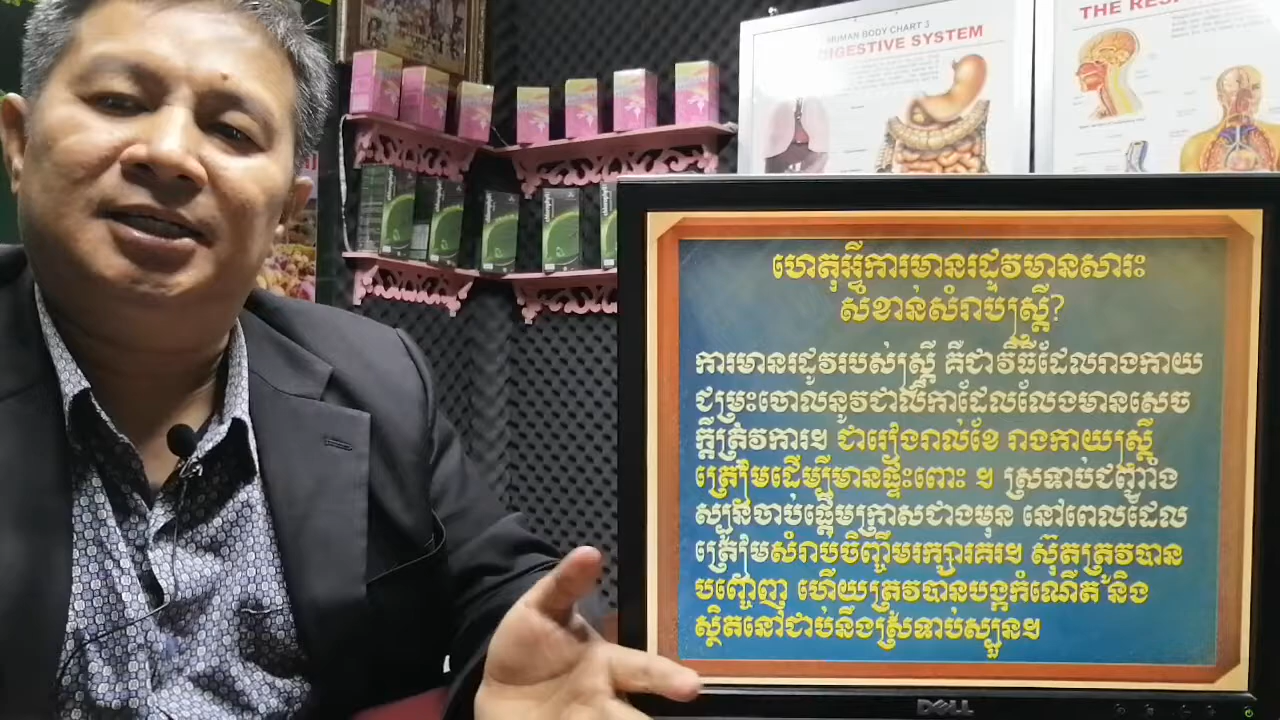 HUMAN BODY CHART 3
DIGESTIVE SYSTEM
THE RES
ហេតុអ្វីការមានរដូវមានសារះ
សំខាន់សំរាប់ស្ត្រី?
ការមានរដូវរបស់ស្ត្រី គឺជាវិធីដែលរាងកាយ
ជម្រះចោលនូវជាលិកាដែលលែងមានសេច
ក្តីត្រូវការ។ ជារៀងរាល់ខែ រាងកាយស្ត្រី
ត្រៀមដើម្បីមានផ្ទៃពោះ ។ ស្រទាប់ជញ្ជាំង
ស្បូននឹងចាប់ផ្តើមក្រាសជាងមុន នៅពេលដែល
ត្រៀមសំរាប់ចិញ្ចឹមរក្សារគភ៌។ ស៊ុតត្រូវបាន
បញ្ចេញ ហើយត្រូវបានបង្កកំណើត និង
ស្ថិតនៅជាប់នឹងស្រទាប់ស្បូន។
DELL